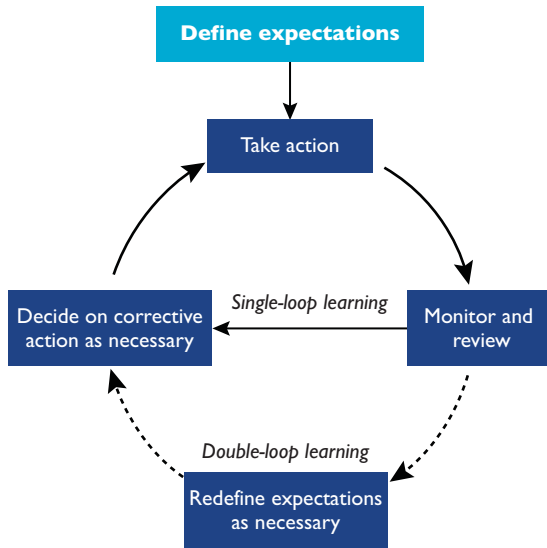 Define expectations
Take action
Single-loop learning
Decide on corrective
action as necessary
Monitor and
review
Double-loop learning
Redefine expectations
as necessary